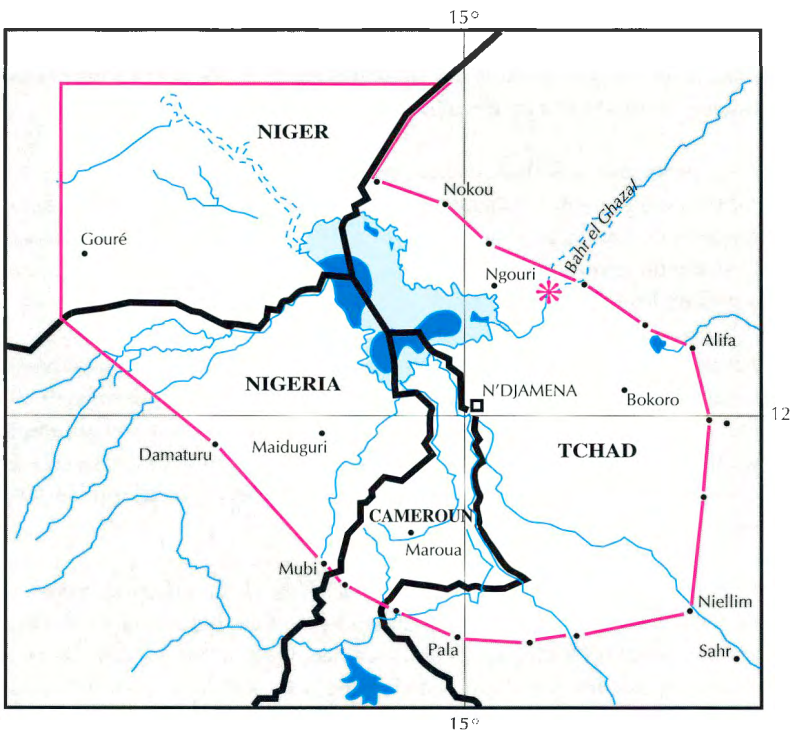 15°
NIGER
Nokou
Bahr el Ghazal
Gouré
Ngouri
Alifa
NIGERIA
N'DJAMENA
Bokoro
12
Damaturu
Maiduguri
TCHAD
CAMEROUN
Maroua
Mubi
Niellim
Pala
Sahr
15°